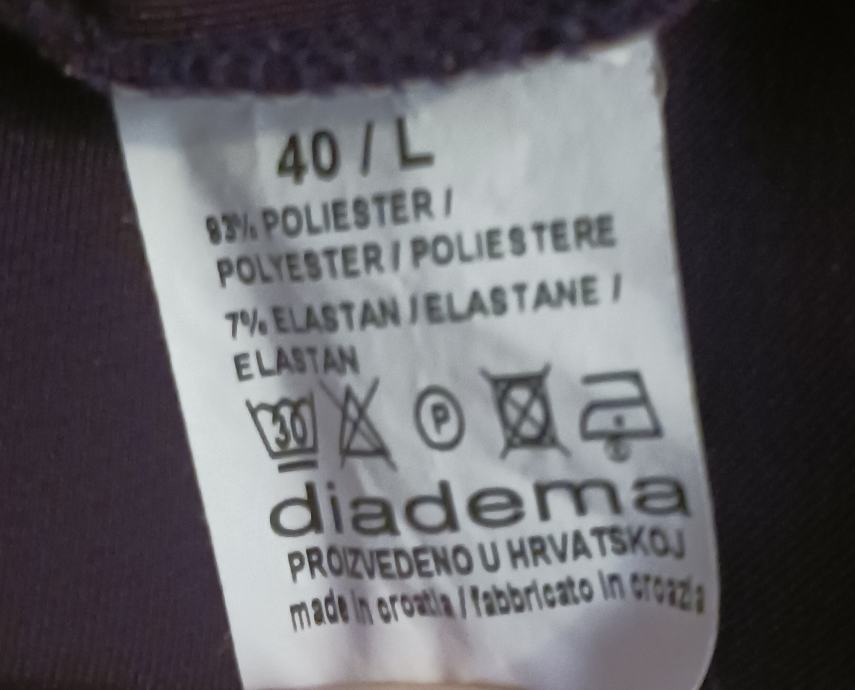 40 / L
93% POLIESTER /
POLYESTER / POLIESTERE
7% ELASTAN / ELASTANE /
ELASTAN
30 P
diadema
PROIZVEDENO U HRVATSKOJ
made in croatia / fabbricato in croazia